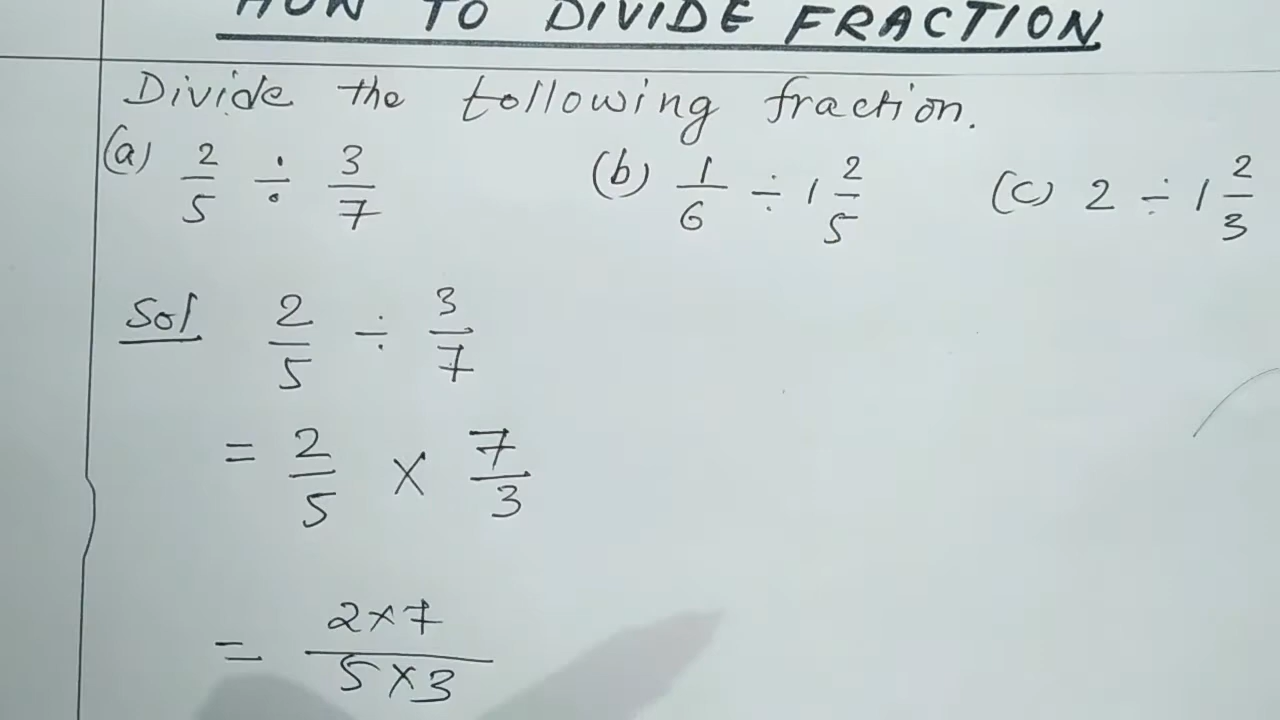 HOW TO DIVIDE FRACTION
Divide the following fraction.
(a) 2/5 ÷ 3/7 (b) 1/6 ÷ 1 2/5 (c) 2 ÷ 1 2/3
Sol 2/5 ÷ 3/7
= 2/5 × 7/3
= 2×7/5×3